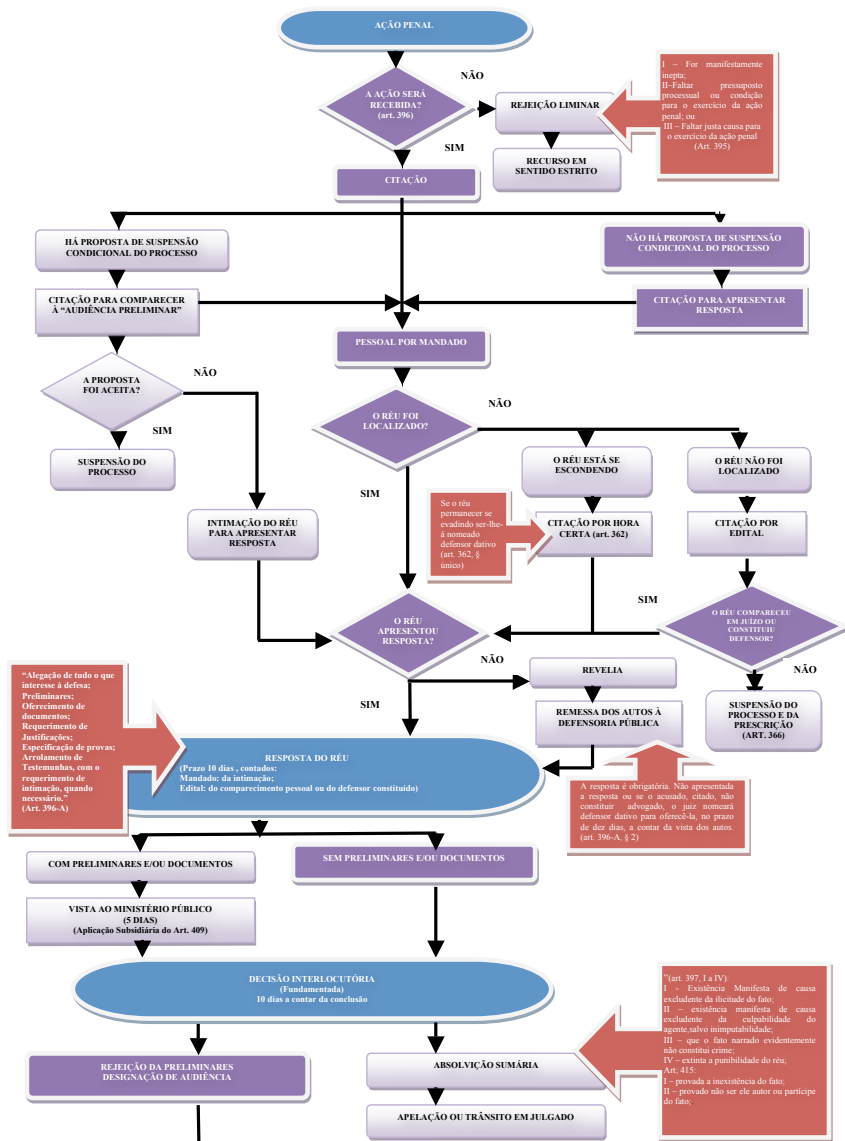 AÇÃO PENAL
NÃO
A AÇÃO SERÁ
RECEBIDA?
(art. 396)
REJEIÇÃO LIMINAR
I – For manifestamente
inepta;
II–Faltar pressuposto
processual ou condição
para o exercício da ação
penal; ou
III – Faltar justa causa para
o exercício da ação penal
(Art. 395)
SIM
RECURSO EM
SENTIDO ESTRITO
CITAÇÃO
HÁ PROPOSTA DE SUSPENSÃO
CONDICIONAL DO PROCESSO
NÃO HÁ PROPOSTA DE SUSPENSÃO
CONDICIONAL DO PROCESSO
CITAÇÃO PARA COMPARECER
À “AUDIÊNCIA PRELIMINAR”
CITAÇÃO PARA APRESENTAR
RESPOSTA
PESSOAL POR MANDADO
A PROPOSTA
FOI ACEITA?
NÃO
O RÉU FOI
LOCALIZADO?
NÃO
SIM
SUSPENSÃO DO
PROCESSO
O RÉU ESTÁ SE
ESCONDENDO
O RÉU NÃO FOI
LOCALIZADO
SIM
INTIMAÇÃO DO RÉU
PARA APRESENTAR
RESPOSTA
Se o réu
permanecer se
evadindo ser-lhe-
á nomeado
defensor dativo
(art. 362, §
único)
CITAÇÃO POR HORA
CERTA (art. 362)
CITAÇÃO POR
EDITAL
SIM
O RÉU
APRESENTOU
RESPOSTA?
SIM
O RÉU COMPARECEU
EM JUÍZO OU
CONSTITUIU
DEFENSOR?
NÃO
REVELIA
NÃO
“Alegação de tudo o que
interesse à defesa;
Preliminares;
Oferecimento de
documentos;
Requerimento de
Justificações;
Especificação de provas;
Arrolamento de
Testemunhas, com o
requerimento de
intimação, quando
necessário.”
(Art. 396-A)
SIM
REMESSA DOS AUTOS À
DEFENSORIA PÚBLICA
SUSPENSÃO DO
PROCESSO E DA
PRESCRIÇÃO
(ART. 366)
RESPOSTA DO RÉU
(Prazo 10 dias , contados:
Mandado: da intimação;
Edital: do comparecimento pessoal ou do defensor constituído)
A resposta é obrigatória. Não apresentada
a resposta ou se o acusado, citado, não
constituir advogado, o juiz nomeará
defensor dativo para oferecê-la, no prazo
de dez dias, a contar da vista dos autos.
(art. 396-A, § 2)
COM PRELIMINARES E/OU DOCUMENTOS
SEM PRELIMINARES E/OU DOCUMENTOS
VISTA AO MINISTÉRIO PÚBLICO
(5 DIAS)
(Aplicação Subsidiária do Art. 409)
DECISÃO INTERLOCUTÓRIA
(Fundamentada)
10 dias a contar da conclusão
“(art. 397, I a IV):
I - Existência Manifesta de causa
excludente da ilicitude do fato;
II – existência manifesta de causa
excludente da culpabilidade do
agente,salvo inimputabilidade;
III – que o fato narrado evidentemente
não constitui crime;
IV – extinta a punibilidade do réu;
Art; 415:
I – provada a inexistência do fato;
II – provado não ser ele autor ou partícipe
do fato;
REJEIÇÃO DA PRELIMINARES
DESIGNAÇÃO DE AUDIÊNCIA
ABSOLVIÇÃO SUMÁRIA
APELAÇÃO OU TRÂNSITO EM JULGADO